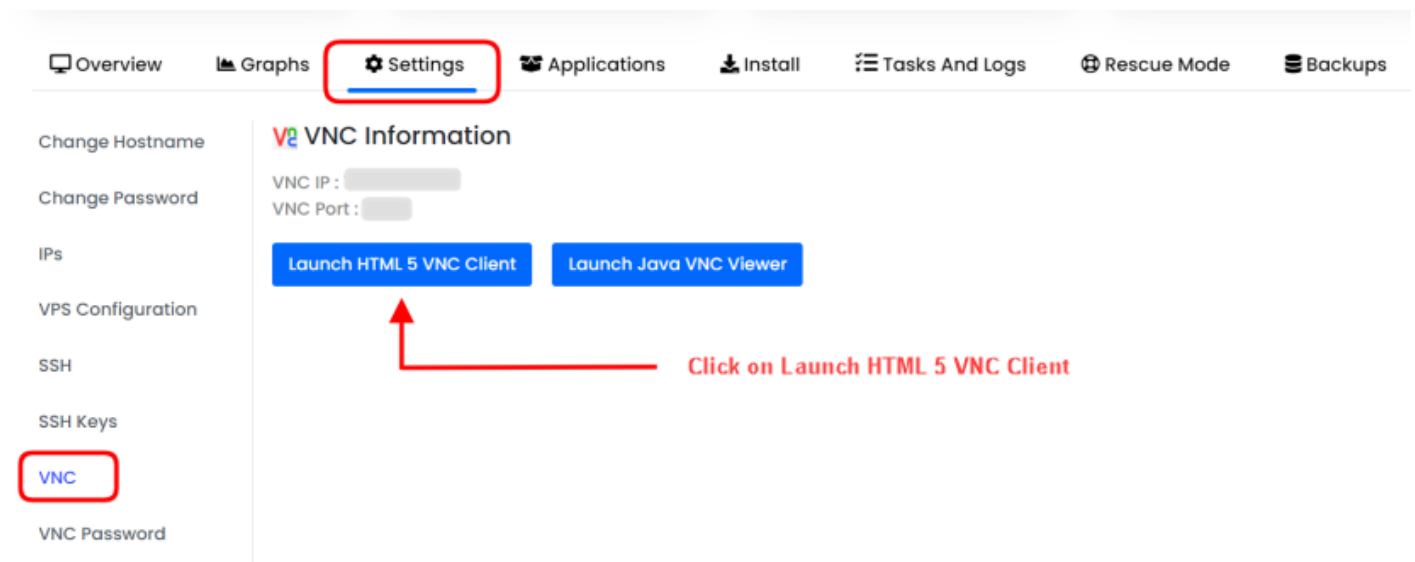 Overview Graphs Settings Applications Install Tasks And Logs Rescue Mode Backups
Change Hostname
Change Password
IPs
VPS Configuration
SSH
SSH Keys
VNC
VNC Password
VNC Information
VNC IP :
VNC Port :
Launch HTML 5 VNC Client Launch Java VNC Viewer
Click on Launch HTML 5 VNC Client